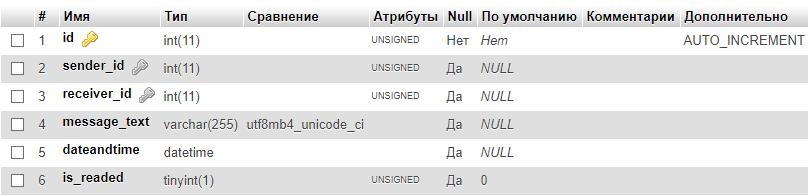 # Имя Тип Сравнение Атрибуты Null По умолчанию Комментарии Дополнительно
1 id int(11) UNSIGNED Нет Нет AUTO_INCREMENT
2 sender_id int(11) UNSIGNED Да NULL
3 receiver_id int(11) UNSIGNED Да NULL
4 message_text varchar(255) utf8mb4_unicode_ci Да NULL
5 dateandtime datetime Да NULL
6 is_readed tinyint(1) UNSIGNED Да 0